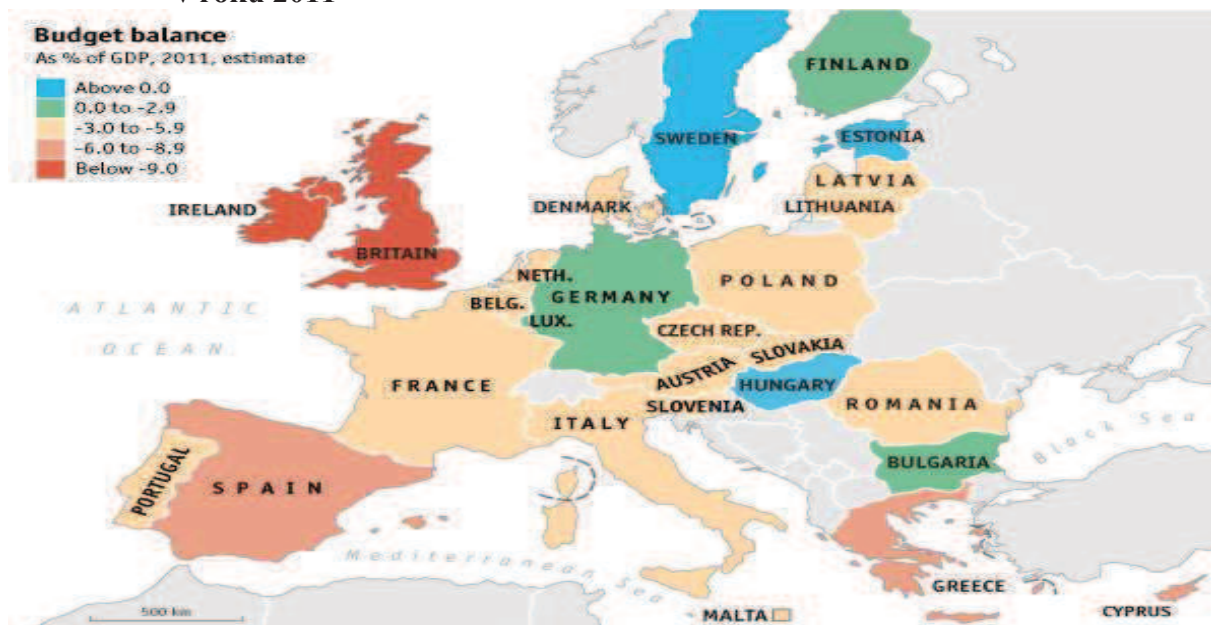 v roku 2011
Budget balance
As % of GDP, 2011, estimate
Above 0.0
0.0 to -2.9
-3.0 to -5.9
-6.0 to -8.9
Below -9.0
FINLAND
SWEDEN
ESTONIA
LATVIA
LITHUANIA
DENMARK
IRELAND
BRITAIN
NETH.
BELG.
GERMANY
POLAND
LUX.
CZECH REP.
SLOVAKIA
AUSTRIA
HUNGARY
ATLANTIC
OCEAN
FRANCE
SLOVENIA
ROMANIA
ITALY
Black Sea
BULGARIA
PORTUGAL
SPAIN
Mediterranean Sea
GREECE
500 km
MALTA
CYPRUS